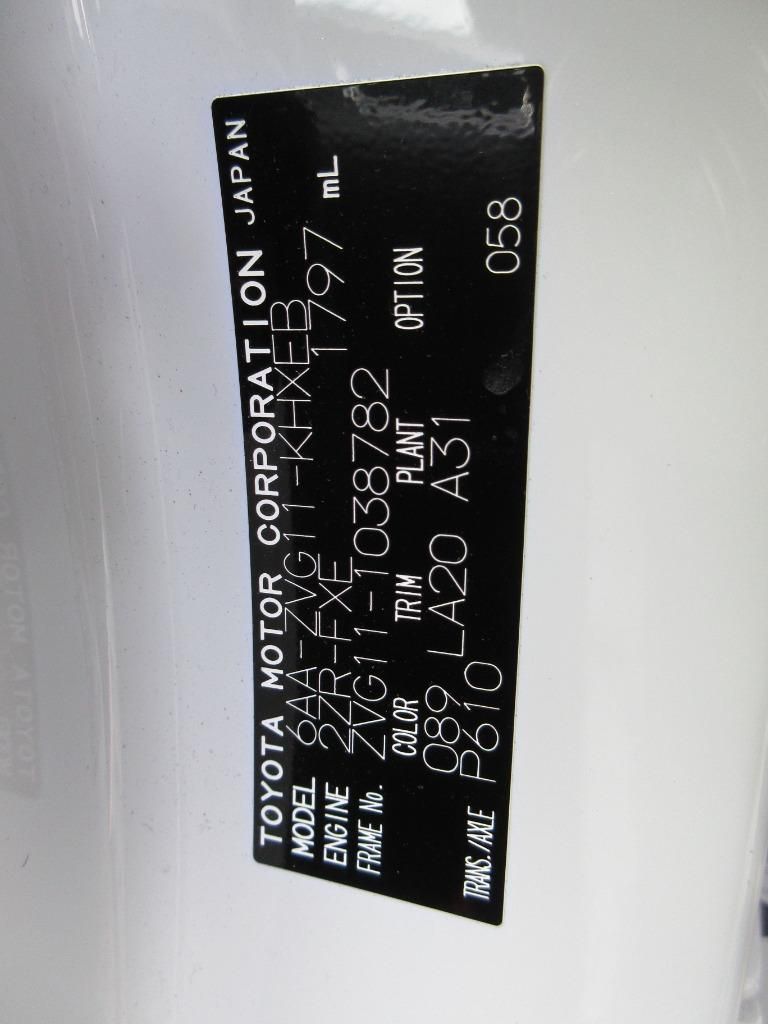 TOYOTA MOTOR CORPORATION JAPAN
MODEL 6AA-ZVG11-KHXEB
ENGINE 2ZR-FXE 1797 mL
FRAME No. ZVG11-1038782
COLOR TRIM PLANT OPTION
089 LA20 A31
TRANS./AXLE P610 058